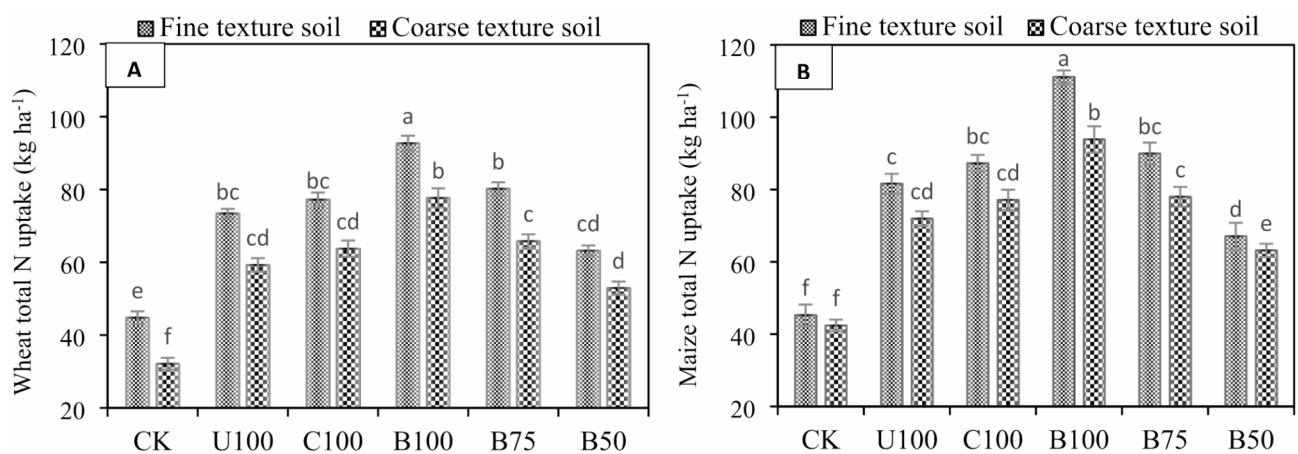 Fine texture soil Coarse texture soil
A
Wheat total N uptake (kg ha-1)
120
100
80
60
40
20
e f bc cd bc cd a b b c cd d
CK U100 C100 B100 B75 B50
Fine texture soil Coarse texture soil
B
Maize total N uptake (kg ha-1)
120
100
80
60
40
20
f f c cd bc cd a b bc c d e
CK U100 C100 B100 B75 B50